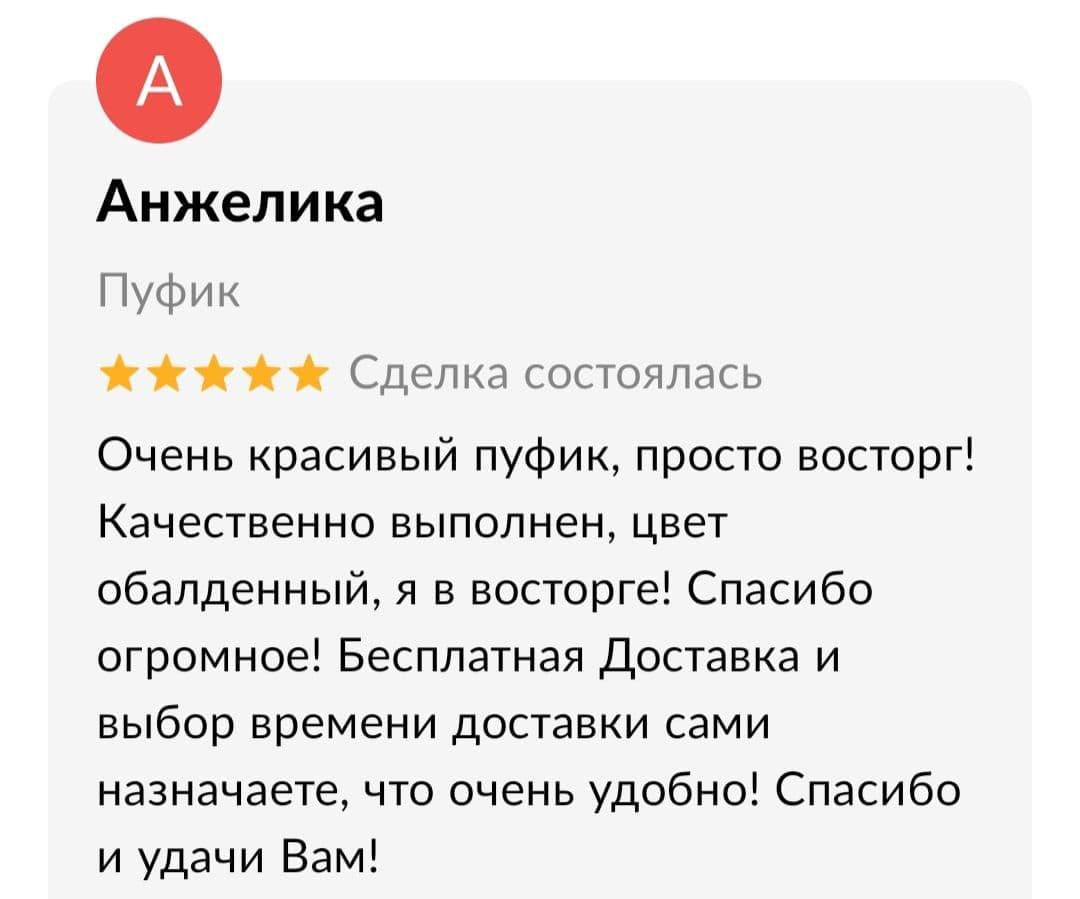 А
Анжелика
Пуфик
Сделка состоялась
Очень красивый пуфик, просто восторг!
Качественно выполнен, цвет
обалденный, я в восторге! Спасибо
огромное! Бесплатная Доставка и
выбор времени доставки сами
назначаете, что очень удобно! Спасибо
и удачи Вам!